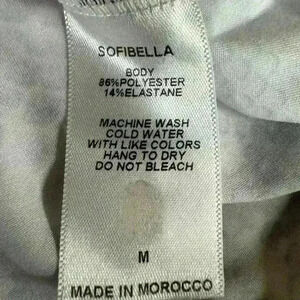 SOFIBELLA
BODY
86%POLYESTER
14%ELASTANE
MACHINE WASH
COLD WATER
WITH LIKE COLORS
HANG TO DRY
DO NOT BLEACH
M
MADE IN MOROCCO